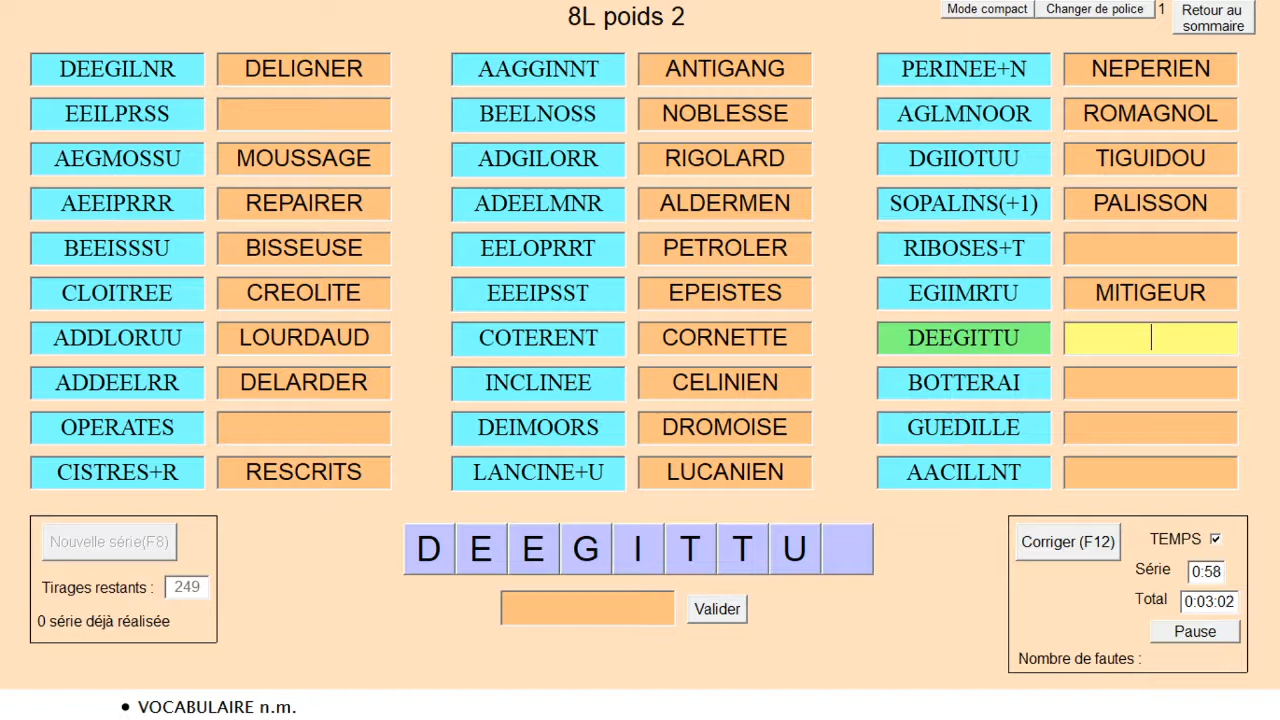 8L poids 2
Mode compact Changer de police 1 Retour au sommaire
DEEGILNR DELIGNER AAGGINNT ANTIGANG PERINEE+N NEPERIEN
EEILPRSS BEELNOSS NOBLESSE AGLMNOOR ROMAGNOL
AEGMOSSU MOUSSAGE ADGILORR RIGOLARD DGIIOTUU TIGUIDOU
AEEIPRRR REPAIRER ADEELMNR ALDERMEN SOPALINS(+1) PALISSON
BEEISSSU BISSEUSE EELOPRRT PETROLER RIBOSES+T
CLOITREE CREOLITE EEEIPSST EPEISTES EGIIMRTU MITIGEUR
ADDLORUU LOURDAUD COTERENT CORNETTE DEEGITTU
ADDEELRR DELARDER INCLINEE CELINIEN BOTTERAI
OPERATES DEIMOORS DROMOISE GUEDILLE
CISTRES+R RESCRITS LANCINE+U LUCANIEN AACILLNT
Nouvelle série(F8)
Tirages restants : 249
0 série déjà réalisée
D E E G I T T U
Valider
Corriger (F12) TEMPS
Série 0:58
Total 0:03:02
Pause
Nombre de fautes :
• VOCABULAIRE n.m.